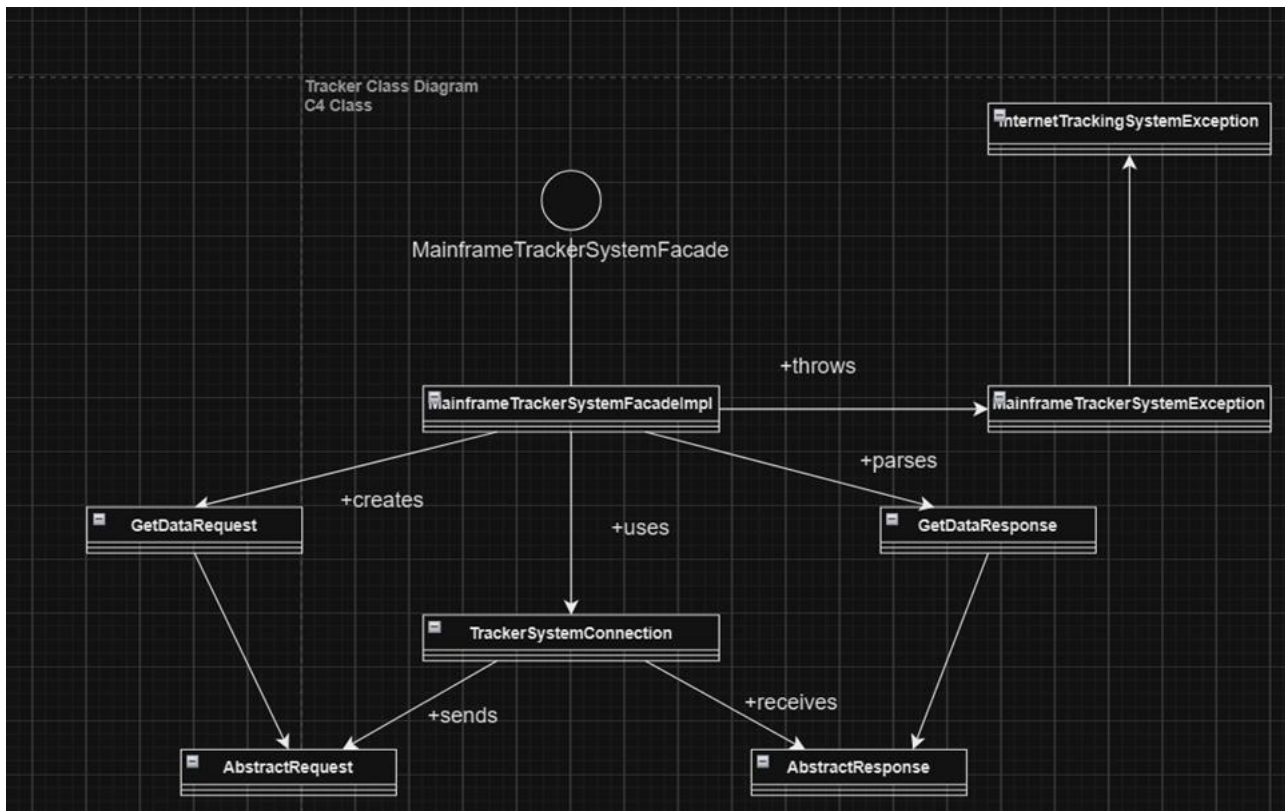 Tracker Class Diagram
C4 Class
InternetTrackingSystemException
MainframeTrackerSystemFacade
+throws
MainframeTrackerSystemFacadeImpl
MainframeTrackerSystemException
+parses
+creates
GetDataRequest
+uses
GetDataResponse
TrackerSystemConnection
+sends
+receives
AbstractRequest
AbstractResponse